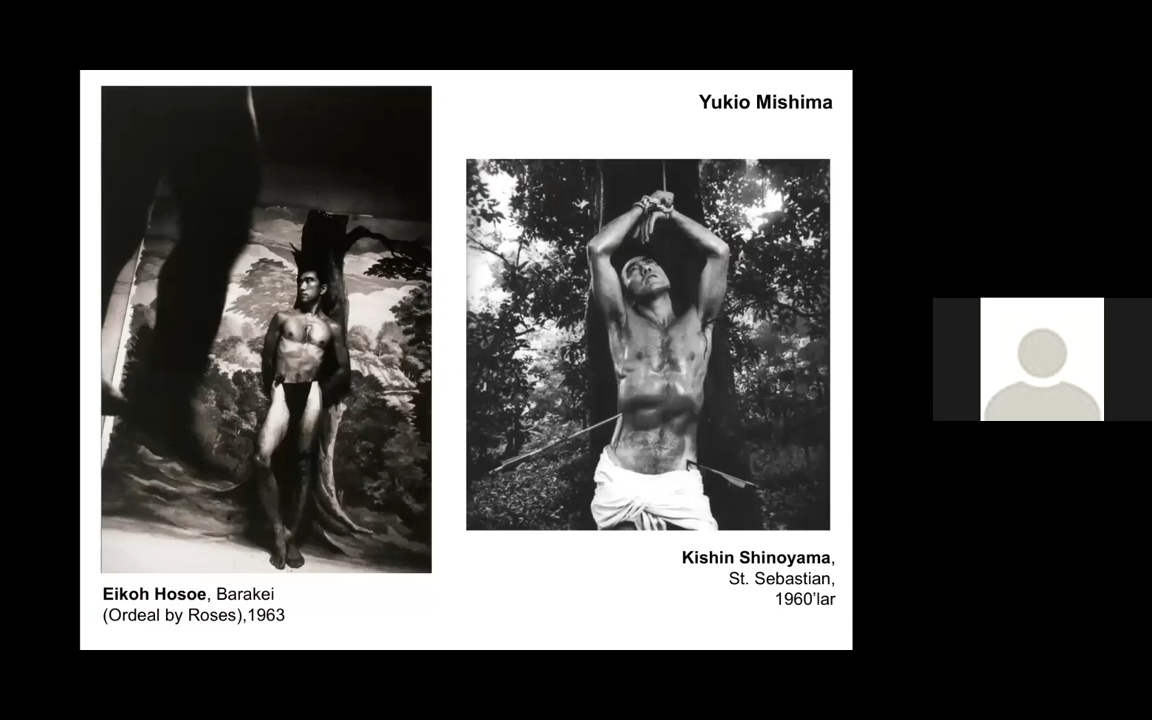 Yukio Mishima
Eikoh Hosoe, Barakei
(Ordeal by Roses),1963
Kishin Shinoyama,
St. Sebastian,
1960'lar